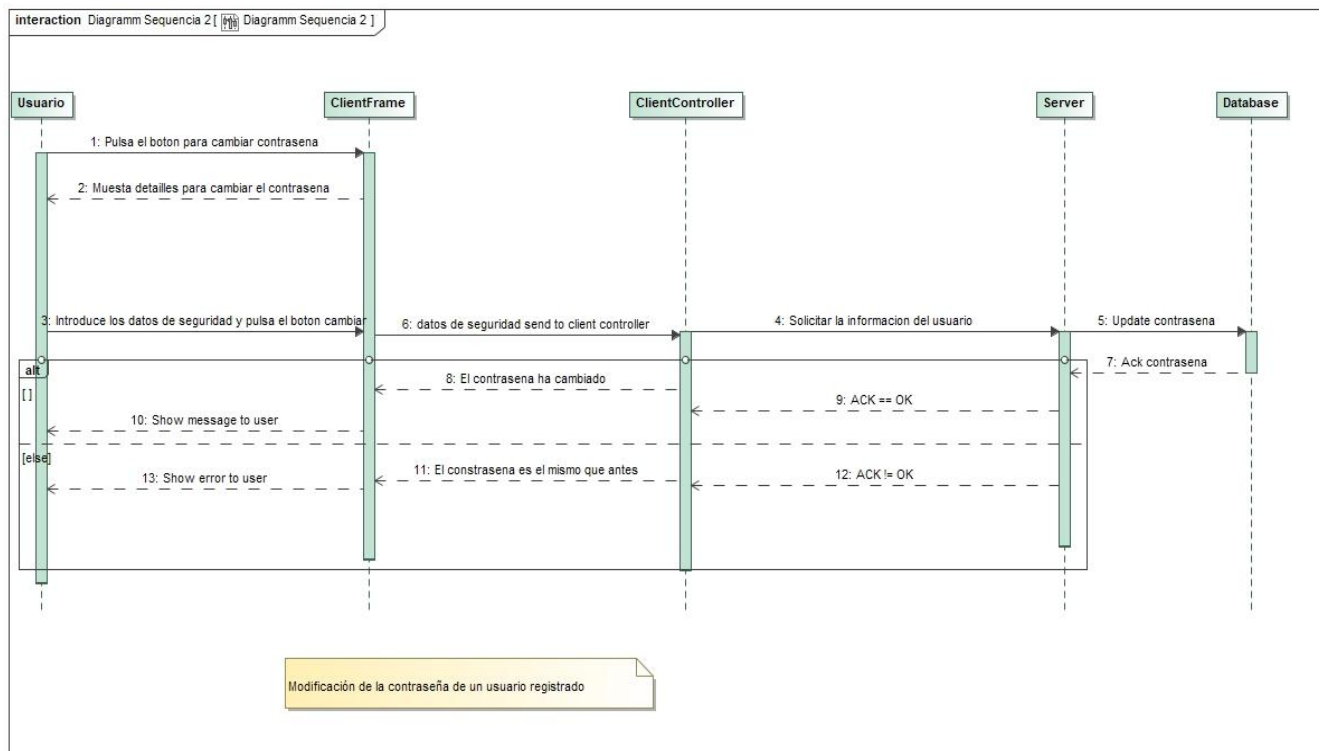 interaction Diagramm Sequencia 2 [ Diagramm Sequencia 2 ]
Usuario ClientFrame ClientController Server Database
1: Pulsa el boton para cambiar contrasena
2: Muesta detailles para cambiar el contrasena
3: Introduce los datos de seguridad y pulsa el boton cambiar
6: datos de seguridad send to client controller
4: Solicitar la informacion del usuario
5: Update contrasena
7: Ack contrasena
alt
[ ]
8: El contrasena ha cambiado
9: ACK == OK
10: Show message to user
[else]
11: El constrasena es el mismo que antes
12: ACK != OK
13: Show error to user
Modificación de la contraseña de un usuario registrado